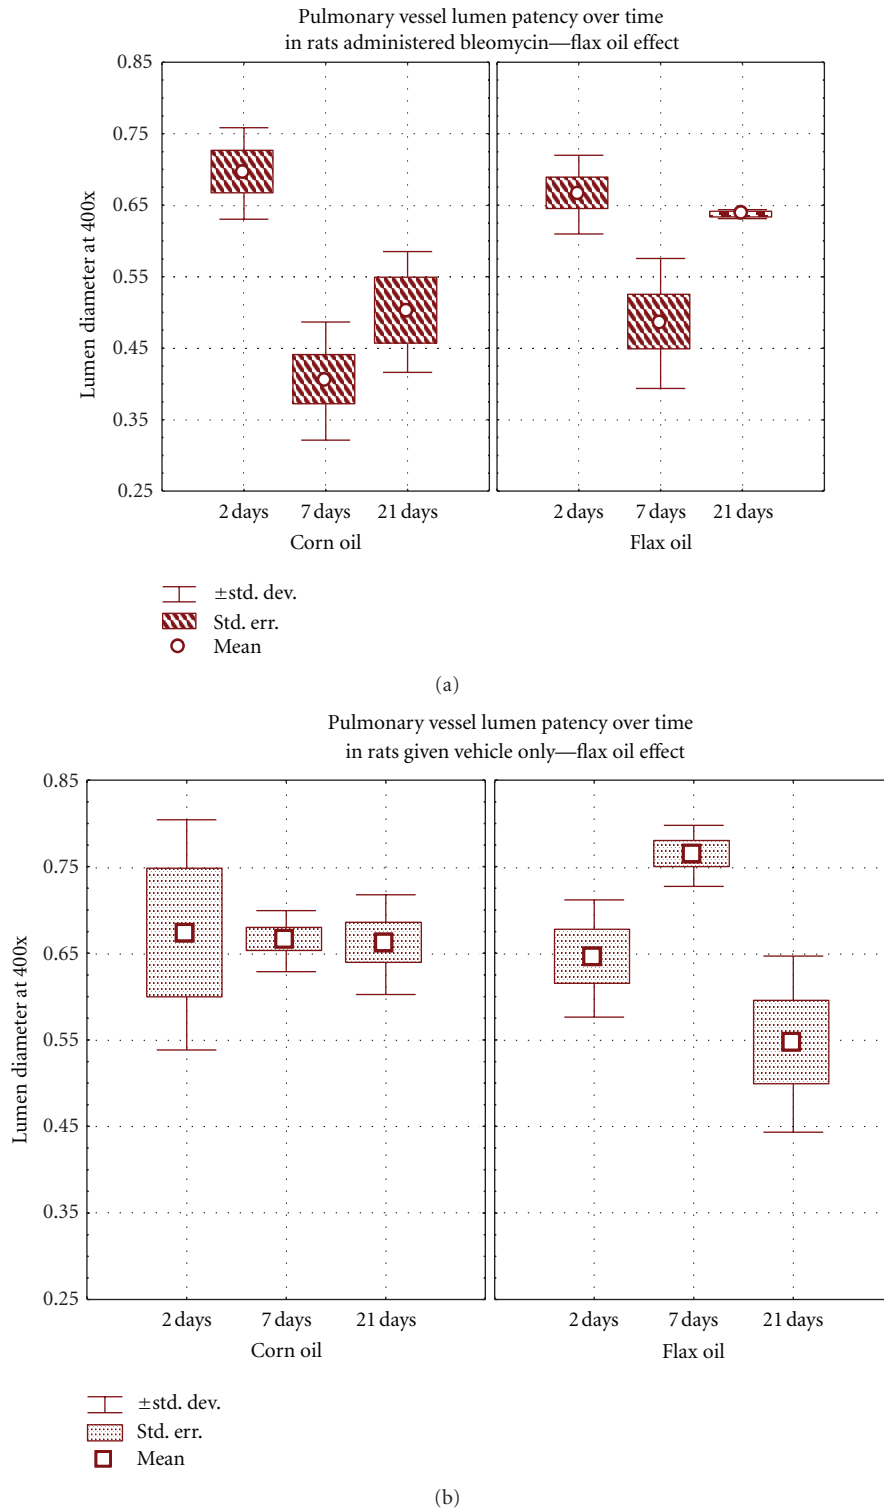 Pulmonary vessel lumen patency over time
in rats administered bleomycin—flax oil effect
0.85
0.75
0.65
0.55
0.45
0.35
0.25
Lumen diameter at 400x
2 days 7 days 21 days
Corn oil
2 days 7 days 21 days
Flax oil
±std. dev.
Std. err.
Mean
(a)
Pulmonary vessel lumen patency over time
in rats given vehicle only—flax oil effect
0.85
0.75
0.65
0.55
0.45
0.35
0.25
Lumen diameter at 400x
2 days 7 days 21 days
Corn oil
2 days 7 days 21 days
Flax oil
±std. dev.
Std. err.
Mean
(b)